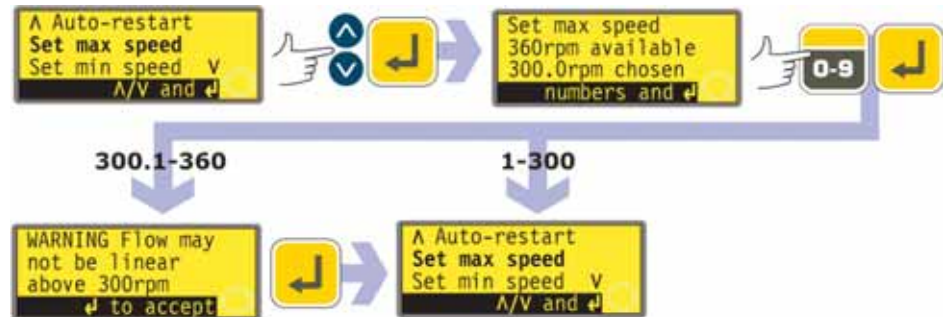 Λ Auto-restart
Set max speed
Set min speed V
Λ/V and ↵
Set max speed
360rpm available
300.0rpm chosen
numbers and ↵
0-9
300.1-360
1-300
WARNING Flow may
not be linear
above 300rpm
↵ to accept
Λ Auto-restart
Set max speed
Set min speed V
Λ/V and ↵